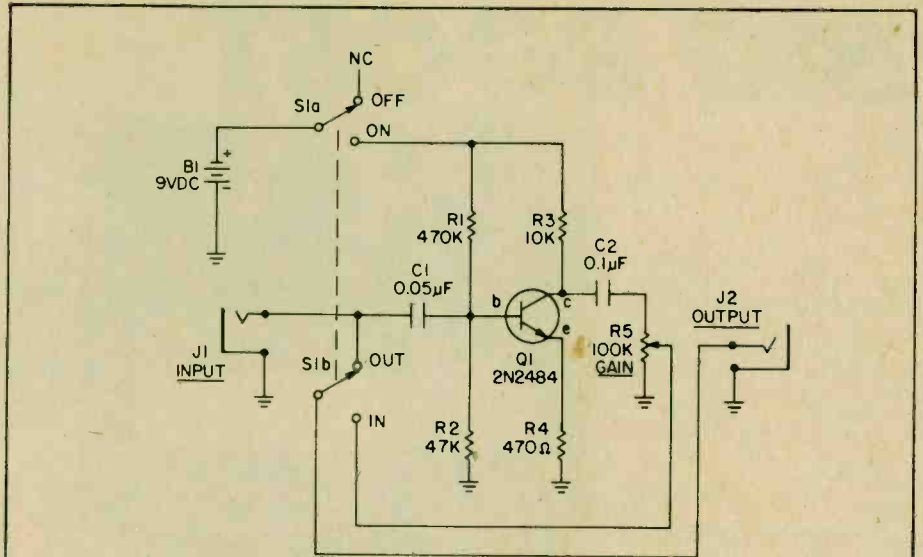 NC
S1a
OFF
ON
B1
9VDC
+
-
R1
470K
R3
10K
C1
0.05µF
C2
0.1µF
b
c
e
J2
OUTPUT
R5
100K
GAIN
J1
INPUT
S1b
OUT
Q1
2N2484
IN
R2
47K
R4
470Ω